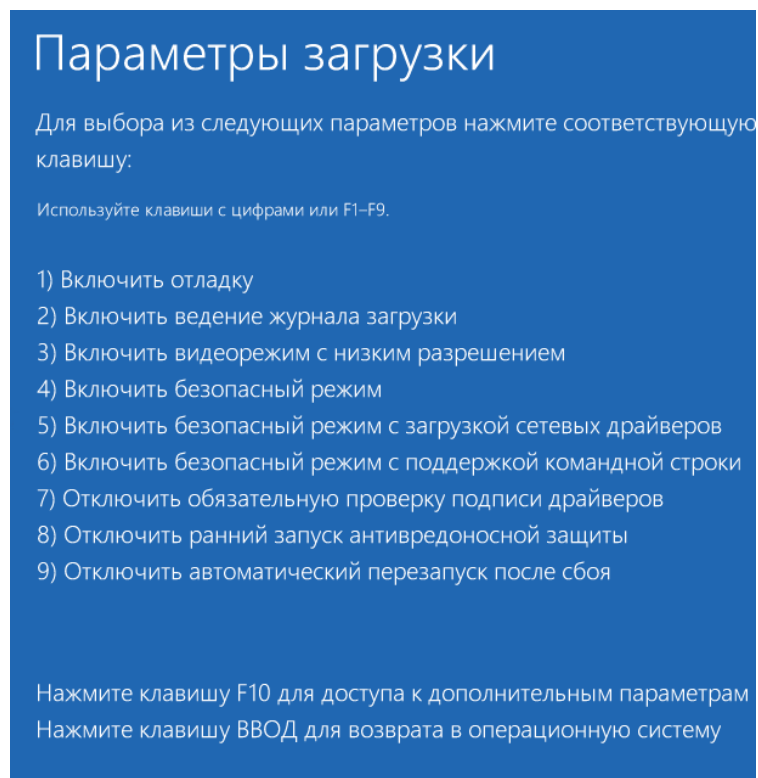 Параметры загрузки
Для выбора из следующих параметров нажмите соответствующую
клавишу:
Используйте клавиши с цифрами или F1–F9.
1) Включить отладку
2) Включить ведение журнала загрузки
3) Включить видеорежим с низким разрешением
4) Включить безопасный режим
5) Включить безопасный режим с загрузкой сетевых драйверов
6) Включить безопасный режим с поддержкой командной строки
7) Отключить обязательную проверку подписи драйверов
8) Отключить ранний запуск антивредоносной защиты
9) Отключить автоматический перезапуск после сбоя
Нажмите клавишу F10 для доступа к дополнительным параметрам
Нажмите клавишу ВВОД для возврата в операционную систему